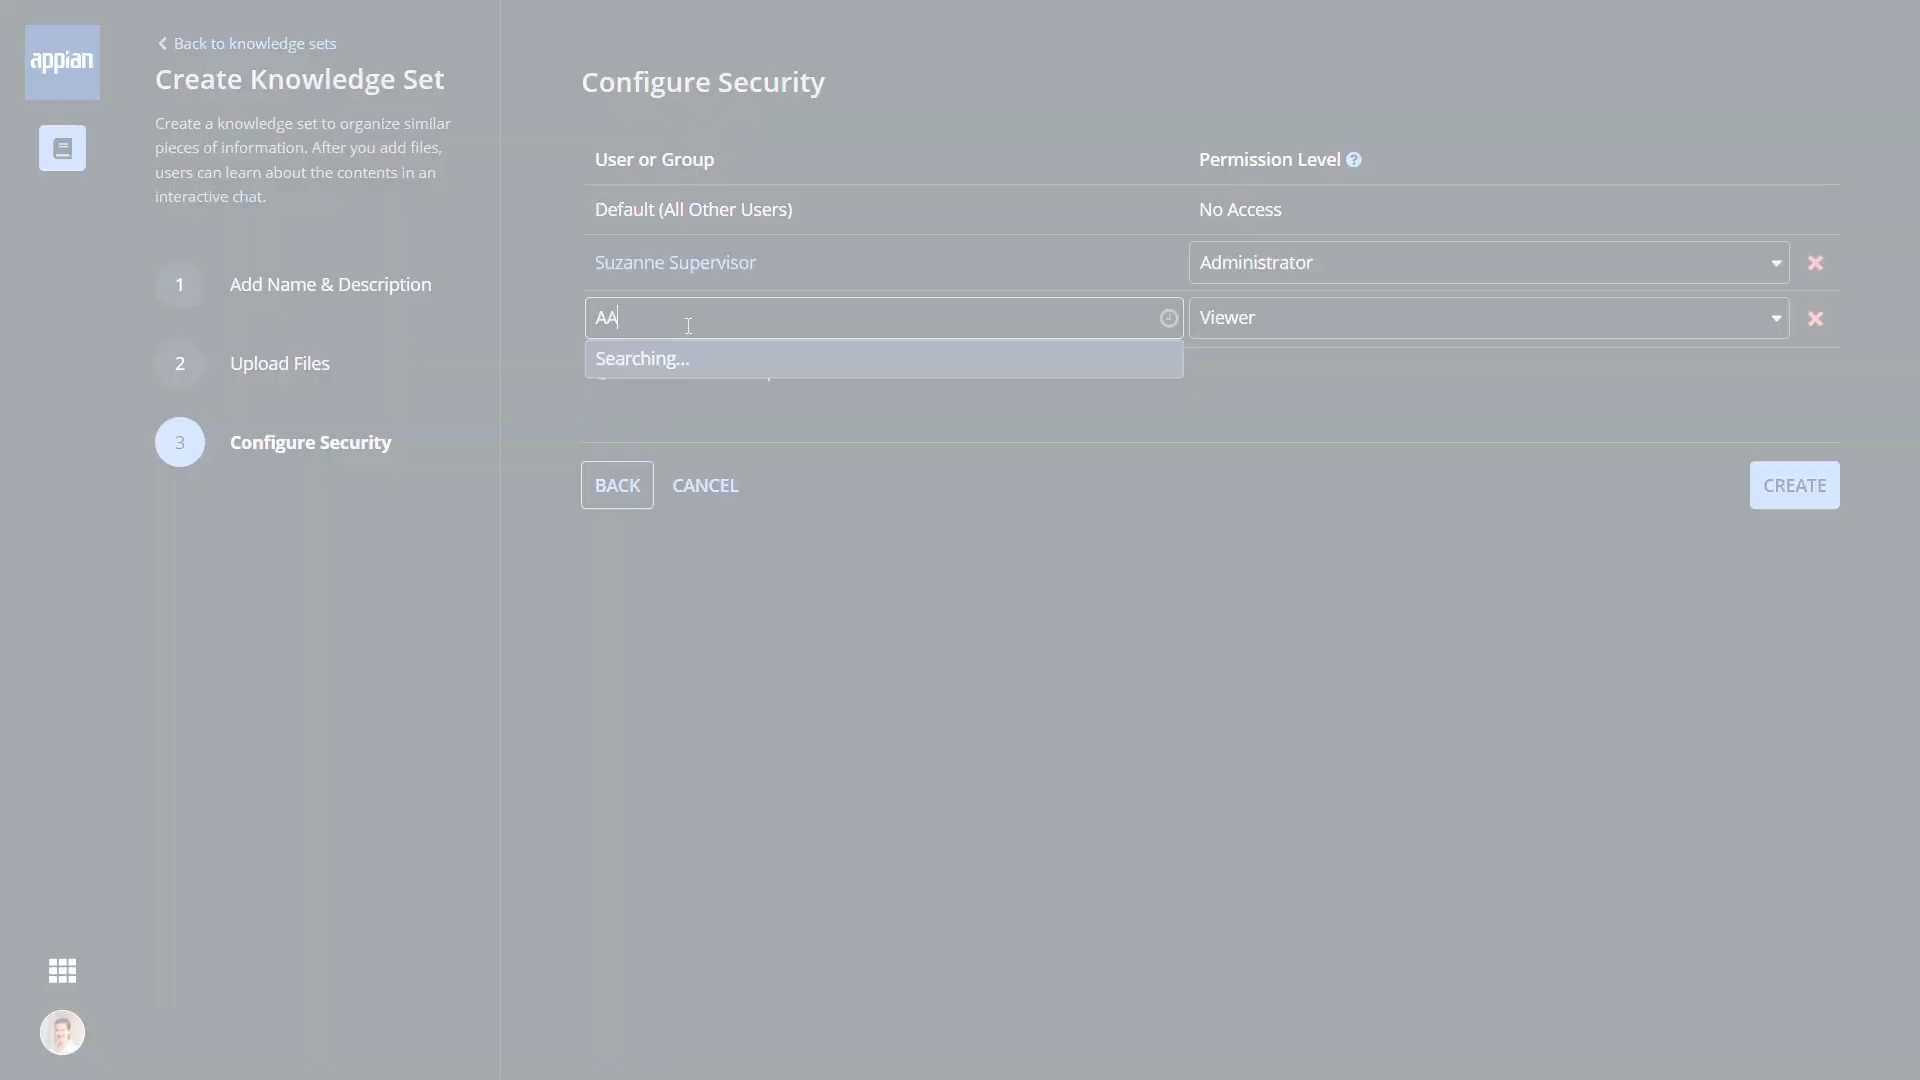 appian
Back to knowledge sets
Create Knowledge Set
Create a knowledge set to organize similar
pieces of information. After you add files,
users can learn about the contents in an
interactive chat.
1 Add Name & Description
2 Upload Files
3 Configure Security
Configure Security
User or Group Permission Level ?
Default (All Other Users) No Access
Suzanne Supervisor Administrator
AA Viewer
Searching...
BACK CANCEL CREATE